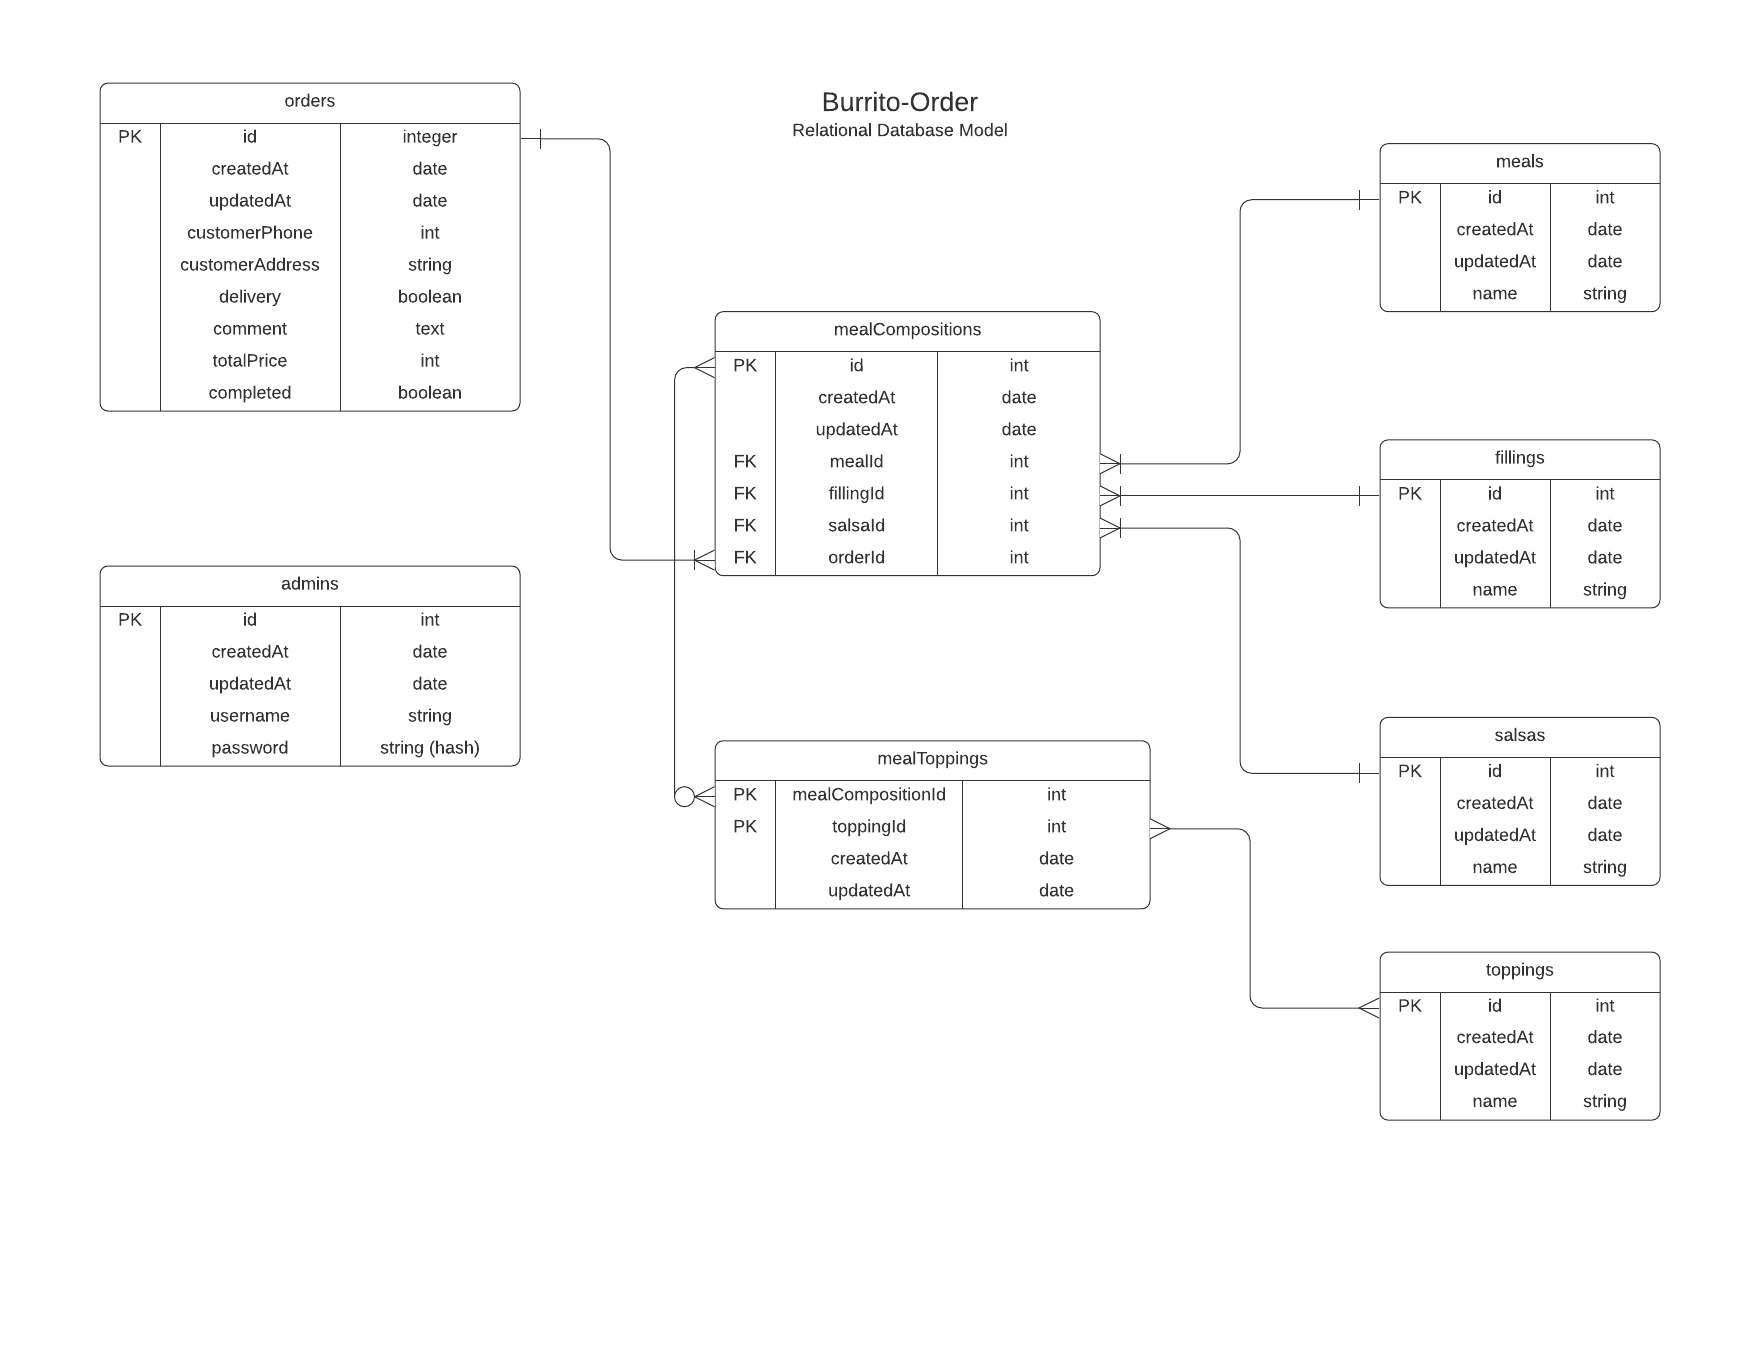 Burrito-Order
Relational Database Model
orders
PK id integer
createdAt date
updatedAt date
customerPhone int
customerAddress string
delivery boolean
comment text
totalPrice int
completed boolean
admins
PK id int
createdAt date
updatedAt date
username string
password string (hash)
mealCompositions
PK id int
createdAt date
updatedAt date
FK mealId int
FK fillingId int
FK salsaId int
FK orderId int
mealToppings
PK mealCompositionId int
PK toppingId int
createdAt date
updatedAt date
meals
PK id int
createdAt date
updatedAt date
name string
fillings
PK id int
createdAt date
updatedAt date
name string
salsas
PK id int
createdAt date
updatedAt date
name string
toppings
PK id int
createdAt date
updatedAt date
name string